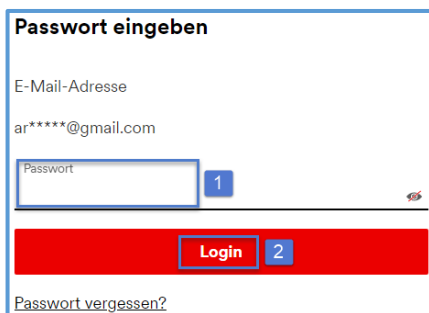 Passwort eingeben
E-Mail-Adresse
ar*****@gmail.com
Passwort
1
Login 2
Passwort vergessen?